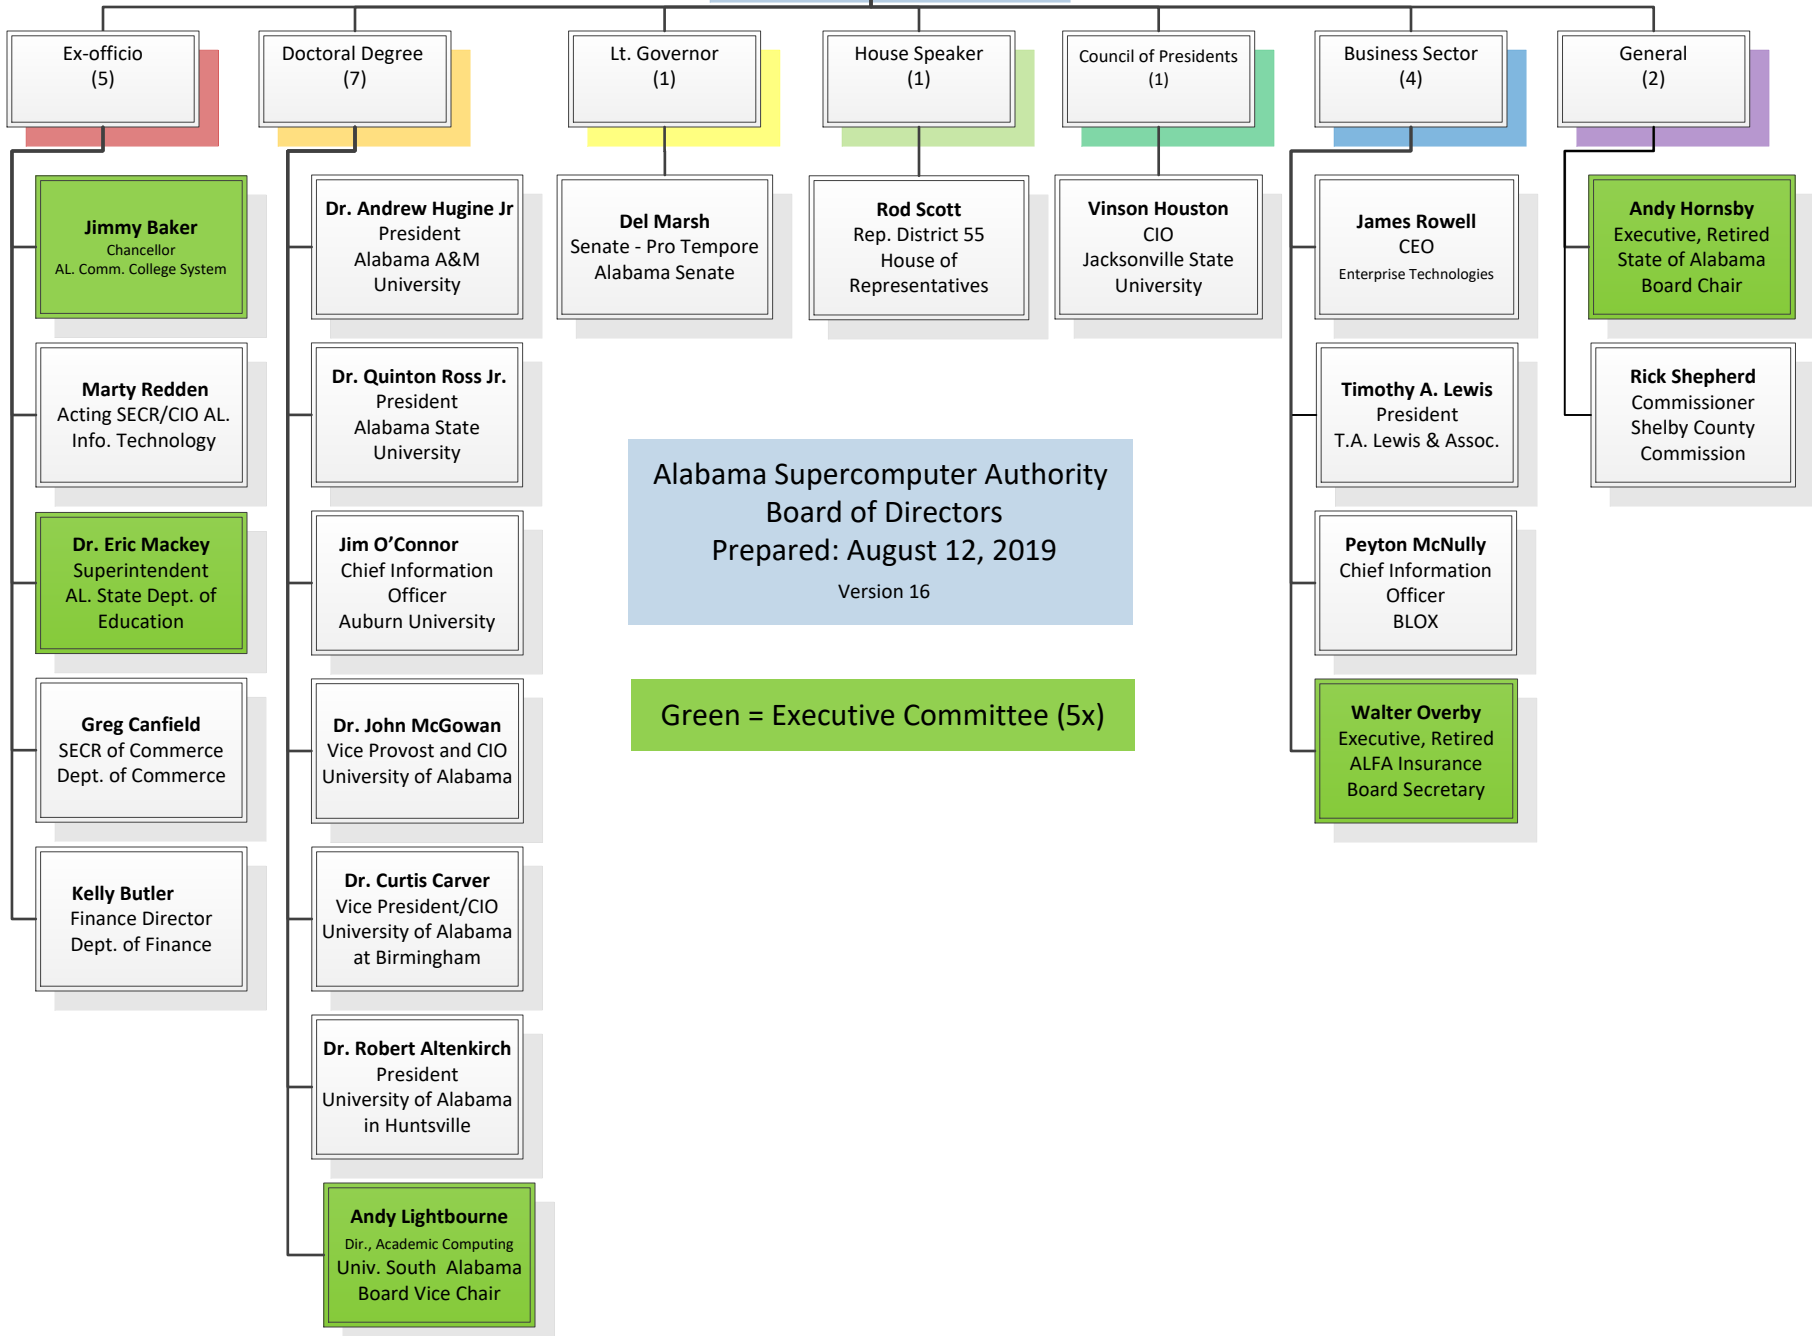 Ex-officio
(5)
Doctoral Degree
(7)
Lt. Governor
(1)
House Speaker
(1)
Council of Presidents
(1)
Business Sector
(4)
General
(2)
Jimmy Baker
Chancellor
AL. Comm. College System
Marty Redden
Acting SECR/CIO AL.
Info. Technology
Dr. Eric Mackey
Superintendent
AL. State Dept. of
Education
Greg Canfield
SECR of Commerce
Dept. of Commerce
Kelly Butler
Finance Director
Dept. of Finance
Dr. Andrew Hugine Jr
President
Alabama A&M
University
Dr. Quinton Ross Jr.
President
Alabama State
University
Jim O’Connor
Chief Information
Officer
Auburn University
Dr. John McGowan
Vice Provost and CIO
University of Alabama
Dr. Curtis Carver
Vice President/CIO
University of Alabama
at Birmingham
Dr. Robert Altenkirch
President
University of Alabama
in Huntsville
Andy Lightbourne
Dir., Academic Computing
Univ. South Alabama
Board Vice Chair
Del Marsh
Senate - Pro Tempore
Alabama Senate
Rod Scott
Rep. District 55
House of
Representatives
Vinson Houston
CIO
Jacksonville State
University
James Rowell
CEO
Enterprise Technologies
Timothy A. Lewis
President
T.A. Lewis & Assoc.
Peyton McNully
Chief Information
Officer
BLOX
Walter Overby
Executive, Retired
ALFA Insurance
Board Secretary
Andy Hornsby
Executive, Retired
State of Alabama
Board Chair
Rick Shepherd
Commissioner
Shelby County
Commission
Alabama Supercomputer Authority
Board of Directors
Prepared: August 12, 2019
Version 16
Green = Executive Committee (5x)